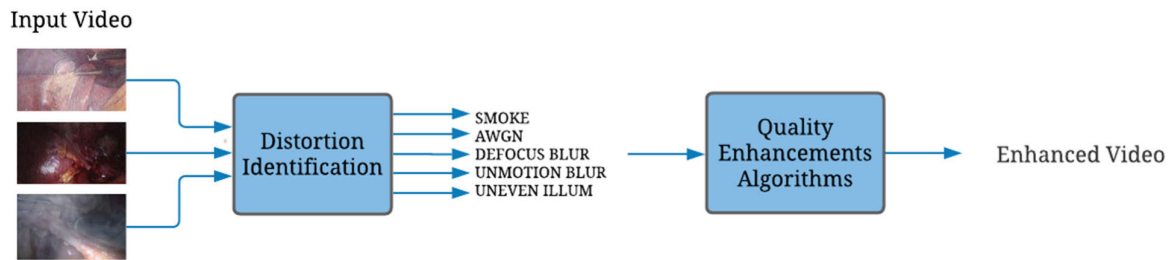 Input Video
Distortion
Identification
SMOKE
AWGN
DEFOCUS BLUR
UNMOTION BLUR
UNEVEN ILLUM
Quality
Enhancements
Algorithms
Enhanced Video